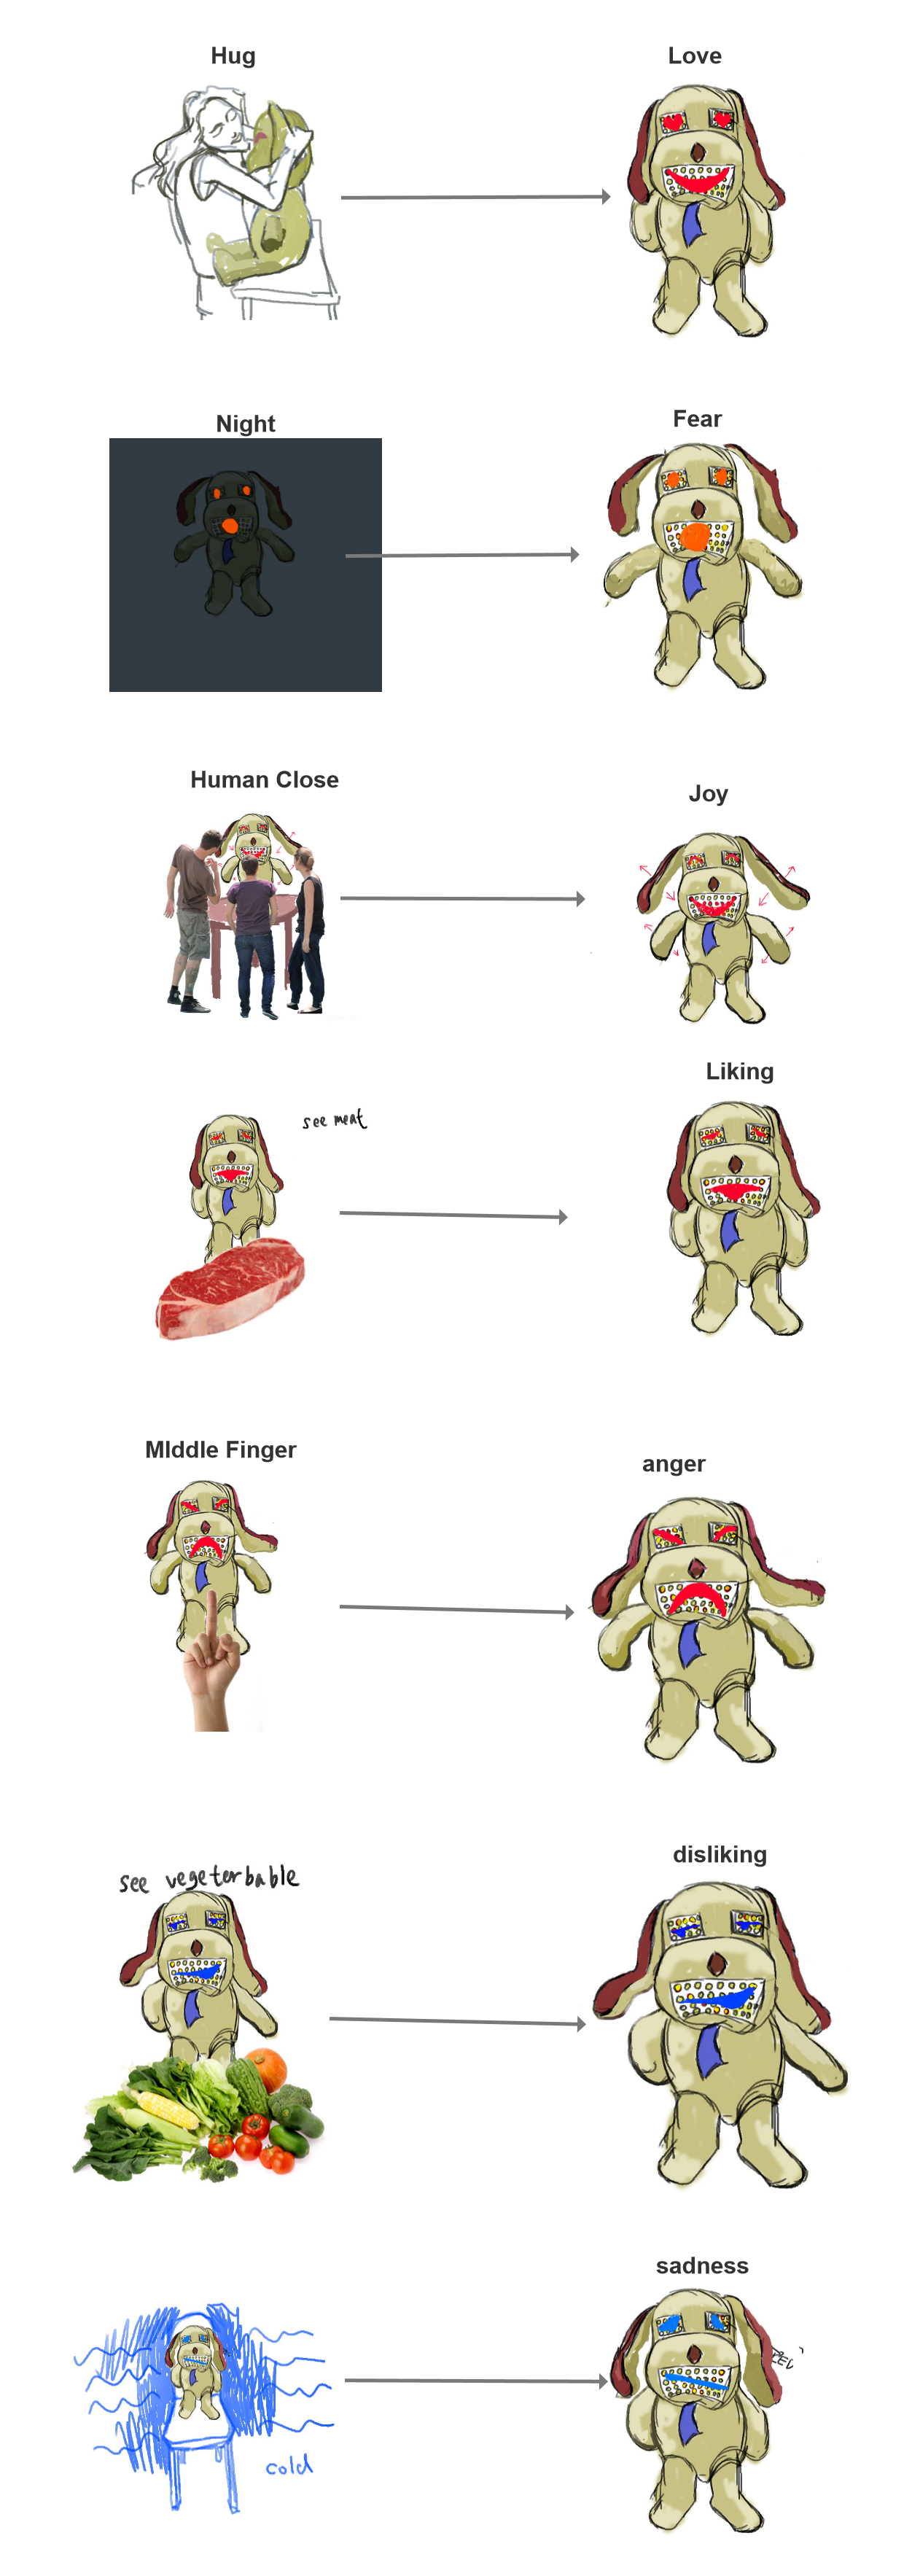 Hug
Love
Night
Fear
Human Close
Joy
see meat
Liking
MIddle Finger
anger
see vegeterbable
disliking
cold
sadness